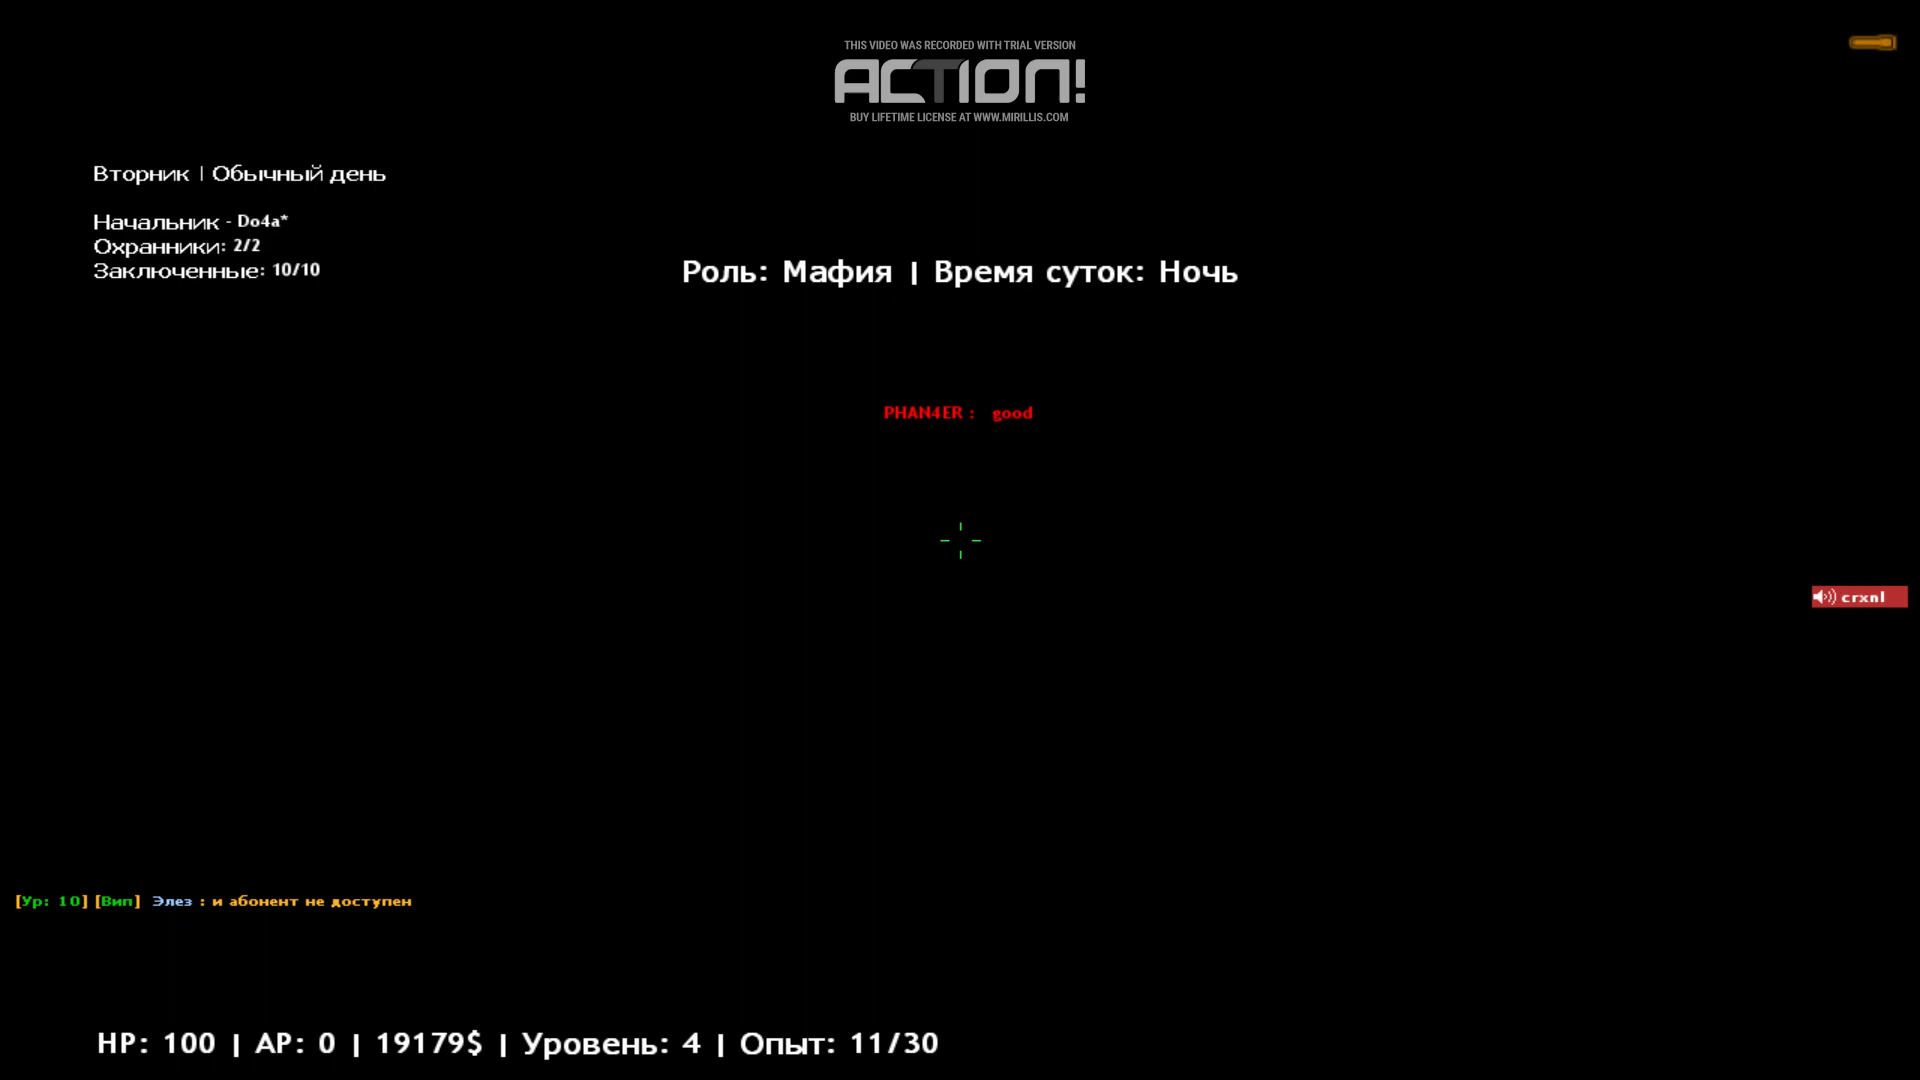 THIS VIDEO WAS RECORDED WITH TRIAL VERSION
ACTION!
BUY LIFETIME LICENSE AT WWW.MIRILLIS.COM
Вторник | Обычный день
Начальник - Do4a*
Охранники: 2/2
Заключенные: 10/10
Роль: Мафия | Время суток: Ночь
PHAN4ER : good
crxnl
[Ур: 10] [Вип] Элез : и абонент не доступен
HP: 100 | AP: 0 | 19179$ | Уровень: 4 | Опыт: 11/30